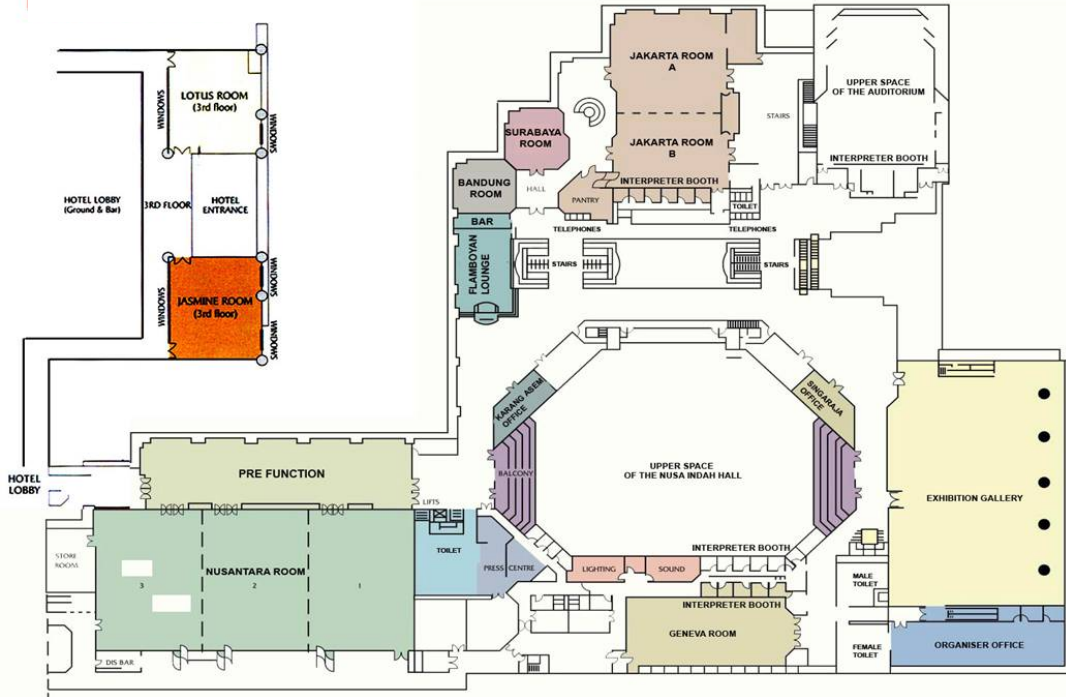 LOTUS ROOM
(3rd floor)
WINDOWS
WINDOWS
HOTEL LOBBY
(Ground & Bar)
3RD FLOOR
HOTEL
ENTRANCE
JASMINE ROOM
(3rd floor)
WINDOWS
WINDOWS
WINDOWS
JAKARTA ROOM
A
JAKARTA ROOM
B
INTERPRETER BOOTH
UPPER SPACE
OF THE AUDITORIUM
STAIRS
INTERPRETER BOOTH
SURABAYA
ROOM
BANDUNG
ROOM
HALL
PANTRY
TOILET
BAR
TELEPHONES
TELEPHONES
FLAMBOYAN
LOUNGE
STAIRS
STAIRS
KARANG ASEM
OFFICE
SINGARAJA
OFFICE
BALCONY
UPPER SPACE
OF THE NUSA INDAH HALL
EXHIBITION GALLERY
HOTEL
LOBBY
PRE FUNCTION
LIFTS
STORE
ROOM
NUSANTARA ROOM
3
2
1
TOILET
PRESS CENTRE
INTERPRETER BOOTH
LIGHTING
SOUND
INTERPRETER BOOTH
GENEVA ROOM
MALE
TOILET
FEMALE
TOILET
ORGANISER OFFICE
DIS BAR